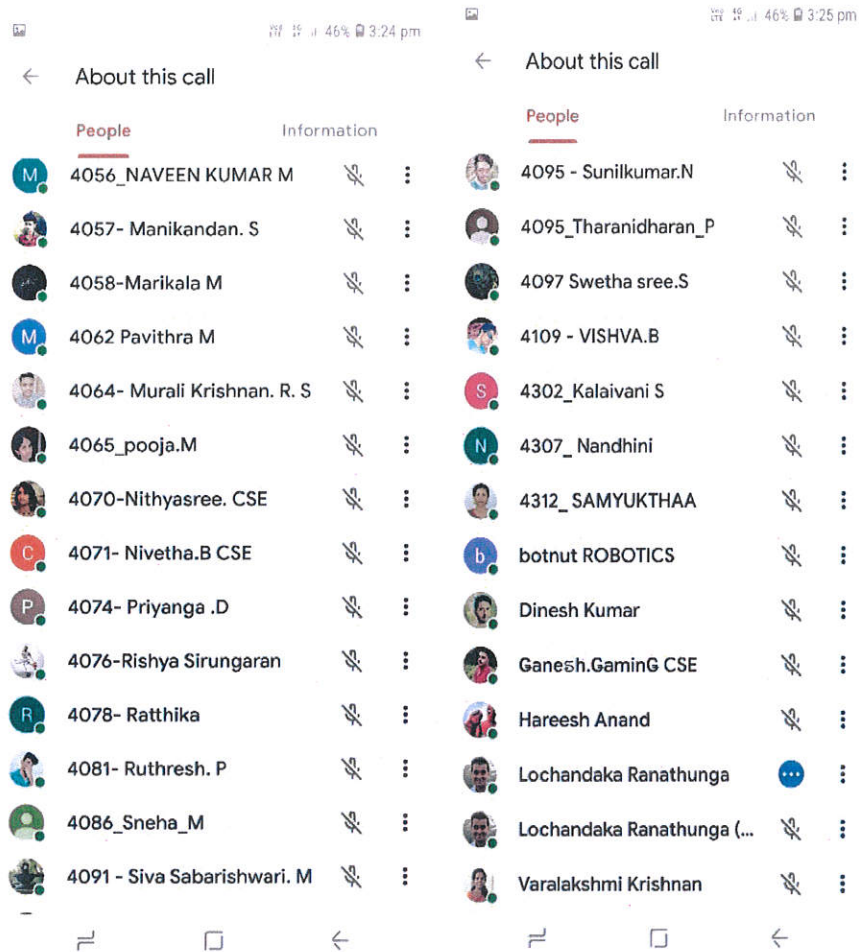 46% 3:24 pm
About this call
People Information
M 4056_NAVEEN KUMAR M
4057- Manikandan. S
4058-Marikala M
M 4062 Pavithra M
4064- Murali Krishnan. R. S
4065_pooja.M
4070-Nithyasree. CSE
C 4071- Nivetha.B CSE
P 4074- Priyanga .D
4076-Rishya Sirungaran
R 4078- Ratthika
4081- Ruthresh. P
4086_Sneha_M
4091 - Siva Sabarishwari. M
46% 3:25 pm
About this call
People Information
4095 - Sunilkumar.N
4095_Tharanidharan_P
4097 Swetha sree.S
4109 - VISHVA.B
S 4302_Kalaivani S
N 4307_ Nandhini
4312_ SAMYUKTHAA
b botnut ROBOTICS
Dinesh Kumar
Ganeƽh.GaminG CSE
Hareesh Anand
Lochandaka Ranathunga
Lochandaka Ranathunga (...
Varalakshmi Krishnan